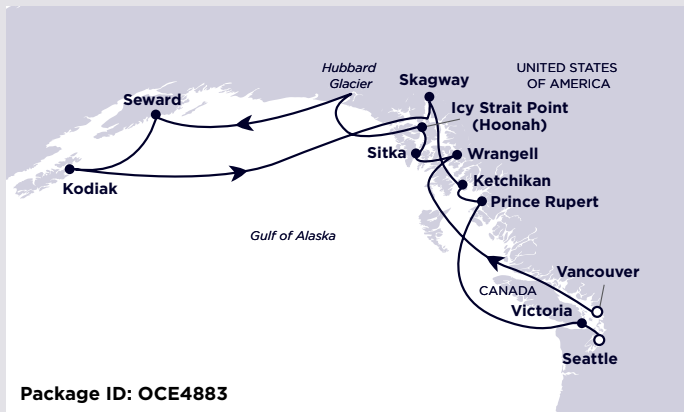 Hubbard
Glacier
Skagway
UNITED STATES
OF AMERICA
Seward
Icy Strait Point
(Hoonah)
Sitka
Wrangell
Kodiak
Ketchikan
Prince Rupert
Gulf of Alaska
Vancouver
CANADA
Victoria
Seattle
Package ID: OCE4883